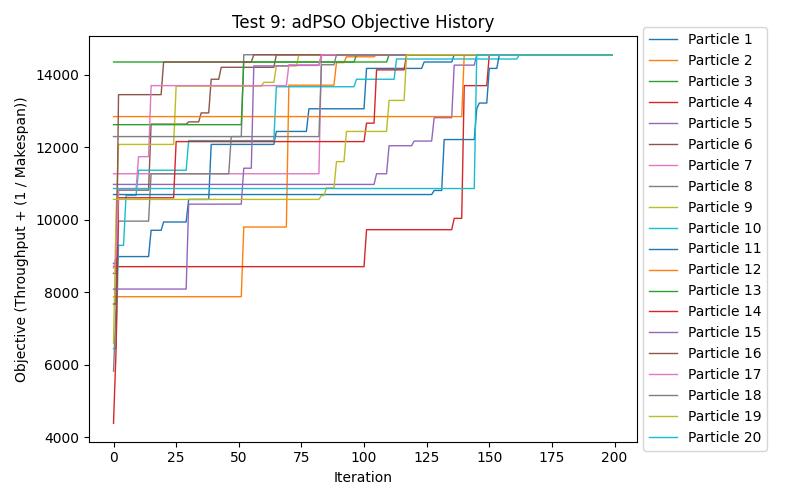 Test 9: adPSO Objective History
Objective (Throughput + (1 / Makespan))
14000
12000
10000
8000
6000
4000
0
25
50
75
100
125
150
175
200
Iteration
Particle 1
Particle 2
Particle 3
Particle 4
Particle 5
Particle 6
Particle 7
Particle 8
Particle 9
Particle 10
Particle 11
Particle 12
Particle 13
Particle 14
Particle 15
Particle 16
Particle 17
Particle 18
Particle 19
Particle 20